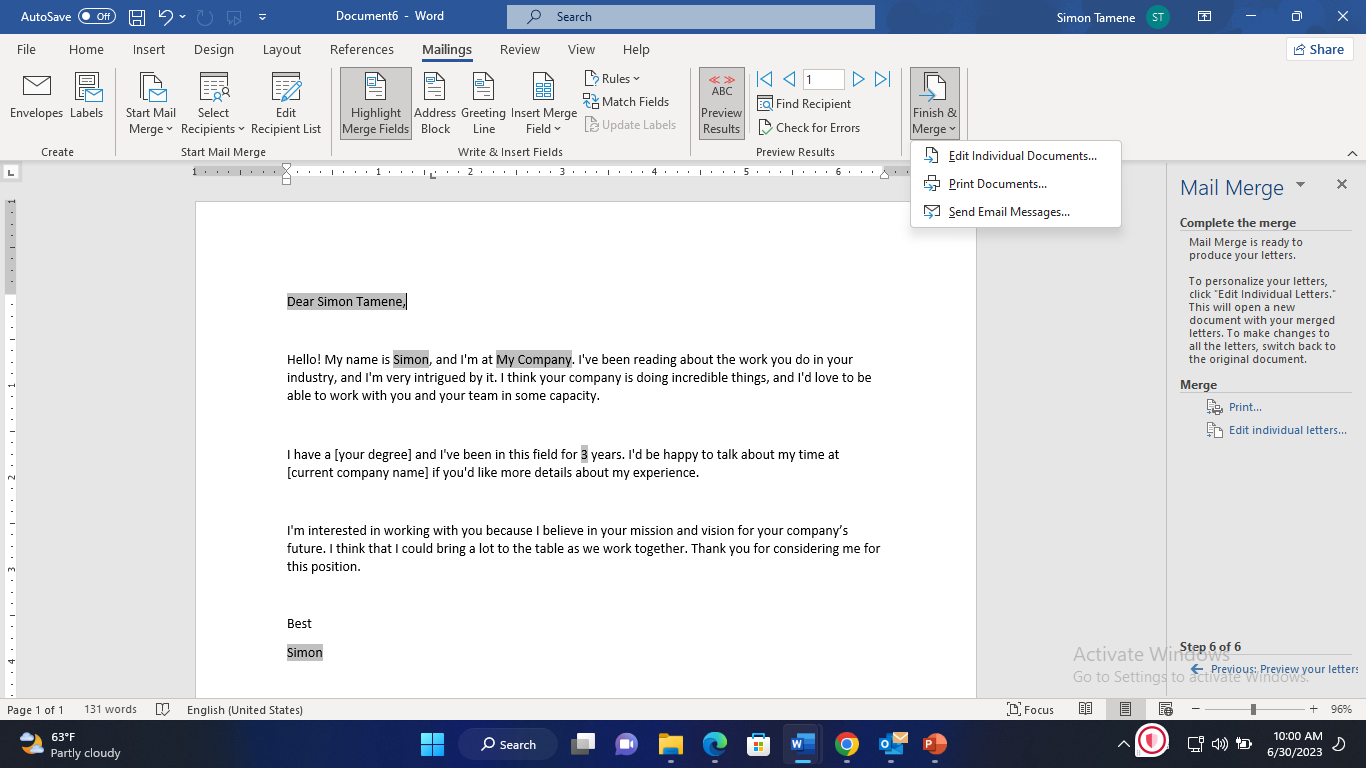 AutoSave Off Document6 - Word Search Simon Tamene ST
File Home Insert Design Layout References Mailings Review View Help Share
Envelopes Labels
Start Mail Merge
Select Recipients
Edit Recipient List
Highlight Merge Fields
Address Block
Greeting Line
Insert Merge Field
Rules
Match Fields
Update Labels
ABC
Preview Results
1
Find Recipient
Check for Errors
Finish & Merge
Create Start Mail Merge Write & Insert Fields Preview Results
Edit Individual Documents...
Print Documents...
Send Email Messages...
1 1 2 3 4 5 6
Mail Merge
Complete the merge
Mail Merge is ready to
produce your letters.
To personalize your letters,
click "Edit Individual Letters."
This will open a new
document with your merged
letters. To make changes to
all the letters, switch back to
the original document.
Merge
Print...
Edit individual letters...
Step 6 of 6
Previous: Preview your letters
1
1
2
3
4
Dear Simon Tamene,
Hello! My name is Simon, and I'm at My Company. I've been reading about the work you do in your
industry, and I'm very intrigued by it. I think your company is doing incredible things, and I'd love to be
able to work with you and your team in some capacity.
I have a [your degree] and I've been in this field for 3 years. I'd be happy to talk about my time at
[current company name] if you'd like more details about my experience.
I'm interested in working with you because I believe in your mission and vision for your company’s
future. I think that I could bring a lot to the table as we work together. Thank you for considering me for
this position.
Best
Simon
Activate Windows
Go to Settings to activate Windows.
Page 1 of 1 131 words English (United States) Focus 96%
63°F
Partly cloudy
Search
10:00 AM
6/30/2023